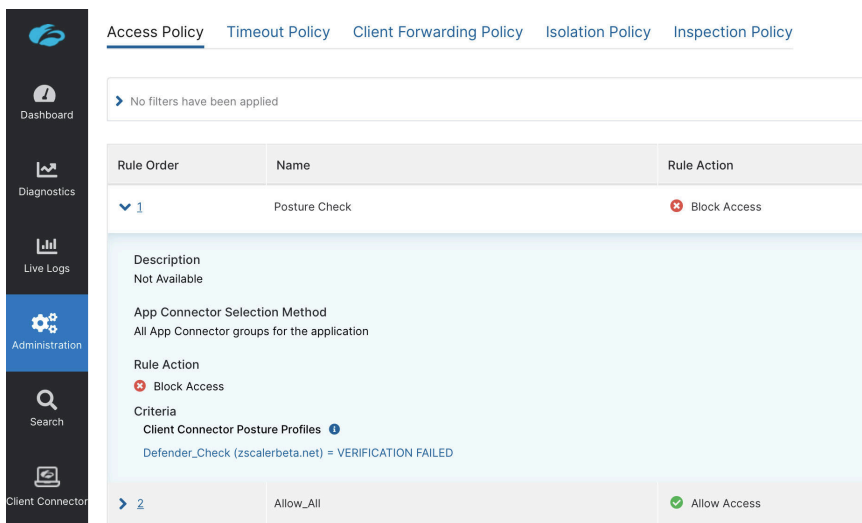 Access Policy Timeout Policy Client Forwarding Policy Isolation Policy Inspection Policy
No filters have been applied
Dashboard
Diagnostics
Live Logs
Administration
Search
Client Connector
Rule Order Name Rule Action
1 Posture Check Block Access
Description
Not Available
App Connector Selection Method
All App Connector groups for the application
Rule Action
Block Access
Criteria
Client Connector Posture Profiles
Defender_Check (zscalerbeta.net) = VERIFICATION FAILED
2 Allow_All Allow Access